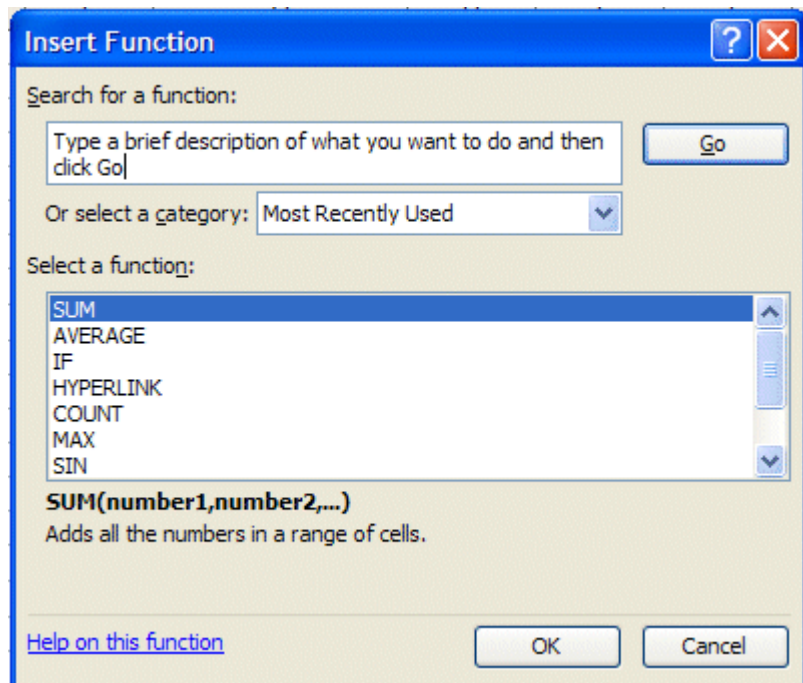 Insert Function
Search for a function:
Type a brief description of what you want to do and then
click Go
Go
Or select a category: Most Recently Used
Select a function:
SUM
AVERAGE
IF
HYPERLINK
COUNT
MAX
SIN
SUM(number1,number2,...)
Adds all the numbers in a range of cells.
Help on this function
OK
Cancel